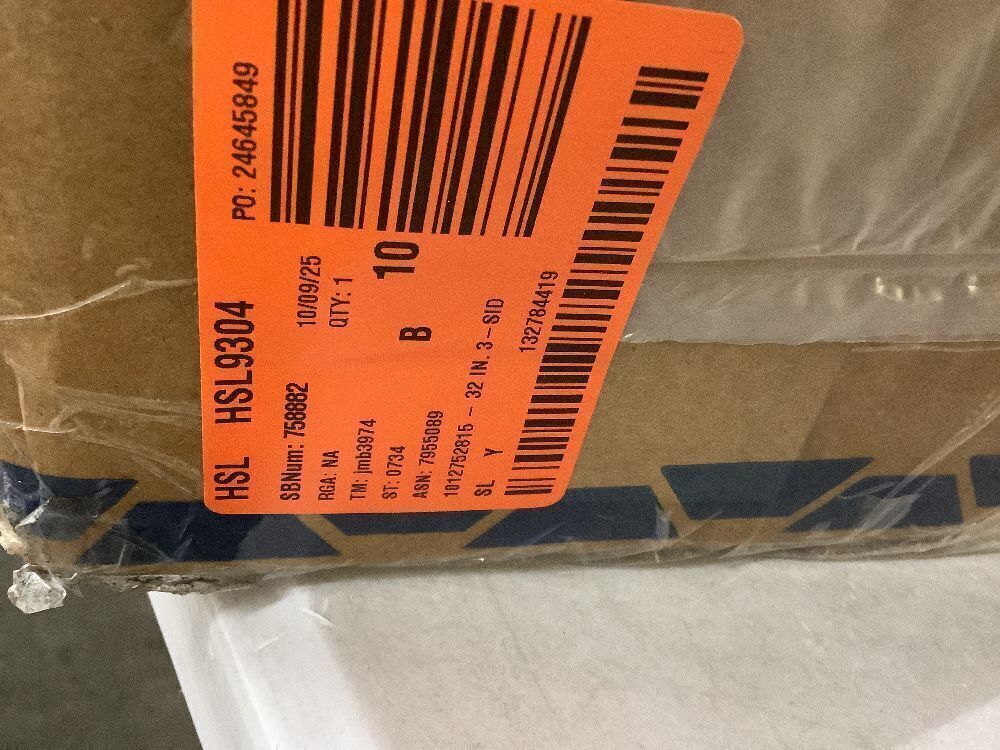 HSL HSL9304 PO: 24645849
SBNum: 758882 10/09/25
RGA: NA QTY: 1
TM: jmb3974
ST: 0734 B 10
ASN: 7955089
1012752815 - 32 IN. 3-SID
SL Y 132784419